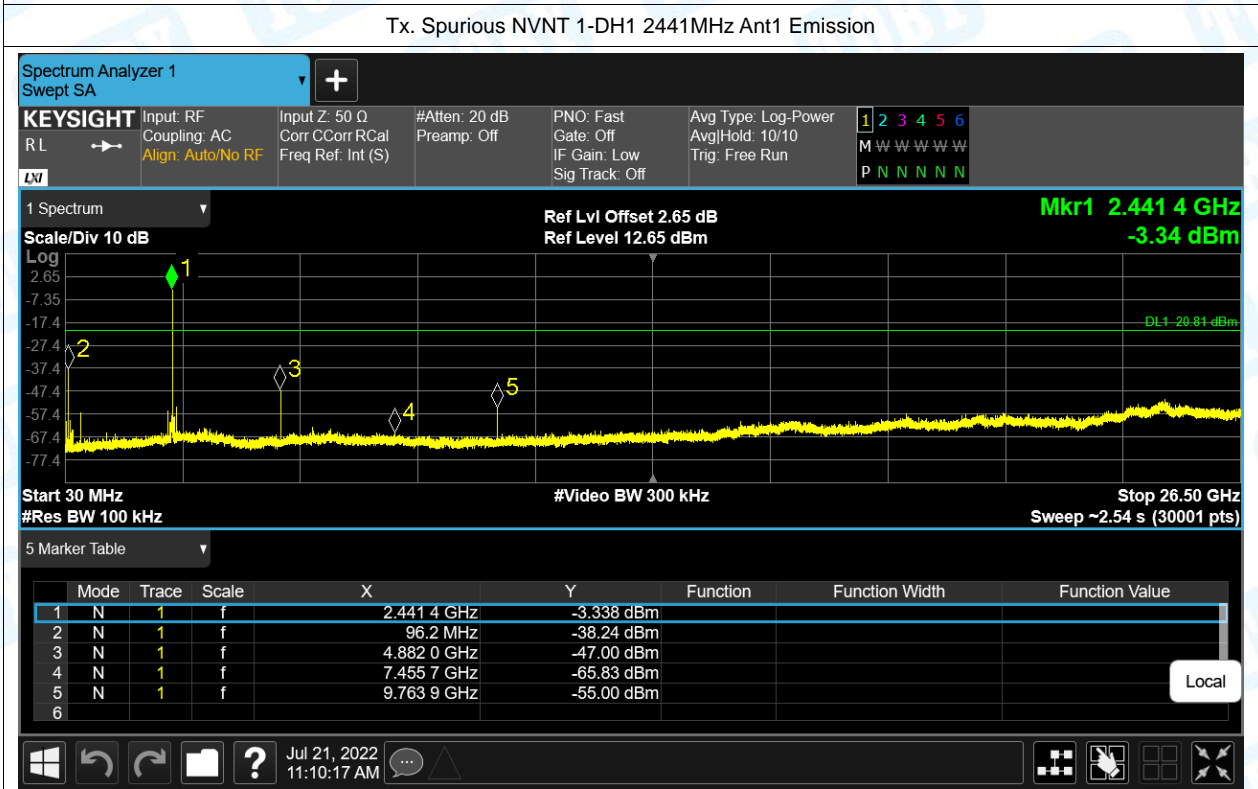 Tx. Spurious NVNT 1-DH1 2441MHz Ant1 Emission
Spectrum Analyzer 1
Swept SA
+
KEYSIGHT
RL
LXI
Input: RF
Coupling: AC
Align: Auto/No RF
Input Z: 50 Ω
Corr CCorr RCal
Freq Ref: Int (S)
#Atten: 20 dB
Preamp: Off
PNO: Fast
Gate: Off
IF Gain: Low
Sig Track: Off
Avg Type: Log-Power
Avg|Hold: 10/10
Trig: Free Run
1 2 3 4 5 6
M W W W W W
P N N N N N
1 Spectrum
Scale/Div 10 dB
Ref Lvl Offset 2.65 dB
Ref Level 12.65 dBm
Mkr1 2.441 4 GHz
-3.34 dBm
Log
2.65
-7.35
-17.4
-27.4
-37.4
-47.4
-57.4
-67.4
-77.4
1
2
3
4
5
DL1 -20.81 dBm
Start 30 MHz
#Video BW 300 kHz
Stop 26.50 GHz
#Res BW 100 kHz
Sweep ~2.54 s (30001 pts)
5 Marker Table
Mode Trace Scale X Y Function Function Width Function Value
1 N 1 f 2.441 4 GHz -3.338 dBm
2 N 1 f 96.2 MHz -38.24 dBm
3 N 1 f 4.882 0 GHz -47.00 dBm
4 N 1 f 7.455 7 GHz -65.83 dBm
5 N 1 f 9.763 9 GHz -55.00 dBm
6
Local
?
Jul 21, 2022
11:10:17 AM